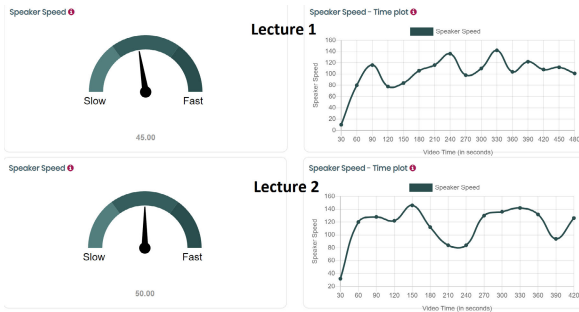 Speaker Speed
Slow Fast
45.00
Lecture 1
Speaker Speed - Time plot
Speaker Speed
160
140
120
100
80
60
40
20
0
Speaker Speed
30 60 90 120 150 180 210 240 270 300 330 360 390 420 450 480
Video Time (in seconds)
Speaker Speed
Slow Fast
50.00
Lecture 2
Speaker Speed - Time plot
Speaker Speed
160
140
120
100
80
60
40
20
Speaker Speed
30 60 90 120 150 180 210 240 270 300 330 360 390 420
Video Time (in seconds)